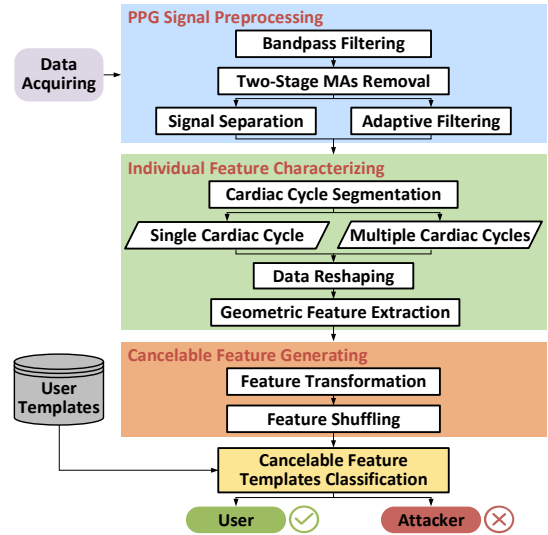 PPG Signal Preprocessing
Bandpass Filtering
Data
Acquiring
Two-Stage MAs Removal
Signal Separation
Adaptive Filtering
Individual Feature Characterizing
Cardiac Cycle Segmentation
Single Cardiac Cycle
Multiple Cardiac Cycles
Data Reshaping
Geometric Feature Extraction
Cancelable Feature Generating
Feature Transformation
User
Templates
Feature Shuffling
Cancelable Feature
Templates Classification
User
Attacker